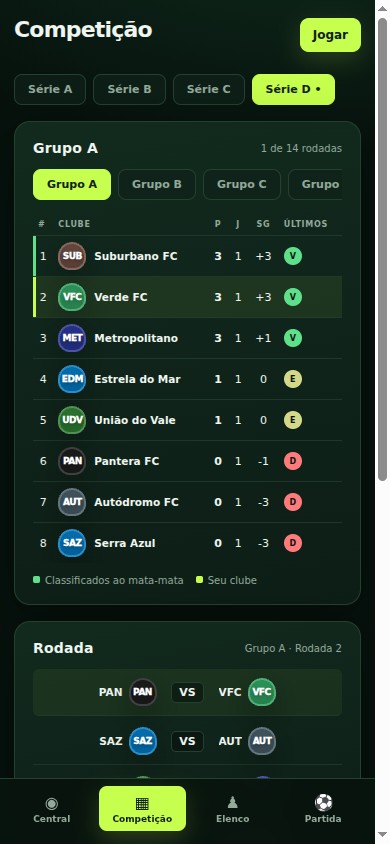 Competição
Jogar
Série A Série B Série C Série D •
Grupo A 1 de 14 rodadas
Grupo A Grupo B Grupo C Grupo
# CLUBE P J SG ÚLTIMOS
1 SUB Suburbano FC 3 1 +3 V
2 VFC Verde FC 3 1 +3 V
3 MET Metropolitano 3 1 +1 V
4 EDM Estrela do Mar 1 1 0 E
5 UDV União do Vale 1 1 0 E
6 PAN Pantera FC 0 1 -1 D
7 AUT Autódromo FC 0 1 -3 D
8 SAZ Serra Azul 0 1 -3 D
Classificados ao mata-mata Seu clube
Rodada Grupo A · Rodada 2
PAN PAN VS VFC VFC
SAZ SAZ VS AUT AUT
Central Competição Elenco Partida